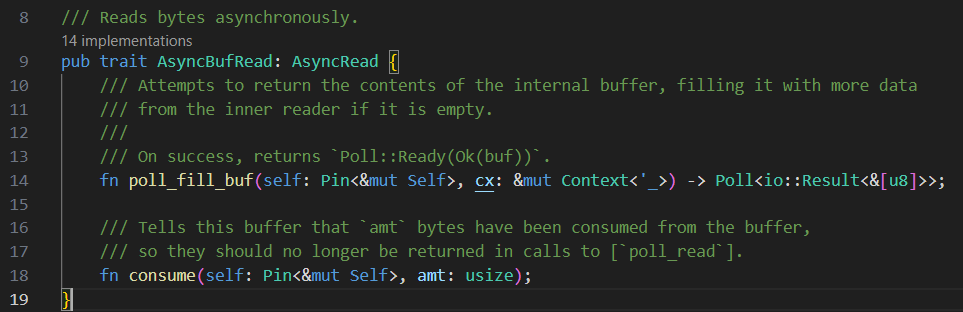 8 /// Reads bytes asynchronously.
14 implementations
9 pub trait AsyncBufRead: AsyncRead {
10 /// Attempts to return the contents of the internal buffer, filling it with more data
11 /// from the inner reader if it is empty.
12 ///
13 /// On success, returns `Poll::Ready(Ok(buf))`.
14 fn poll_fill_buf(self: Pin<&mut Self>, cx: &mut Context<'_>) -> Poll<io::Result<&[u8]>>;
15
16 /// Tells this buffer that `amt` bytes have been consumed from the buffer,
17 /// so they should no longer be returned in calls to [`poll_read`].
18 fn consume(self: Pin<&mut Self>, amt: usize);
19 }